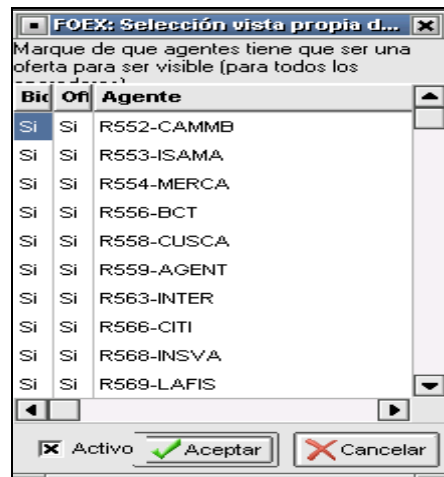 FOEX: Selección vista propia d...
Marque de que agentes tiene que ser una
oferta para ser visible (para todos los
Bid Ofi Agente
Si Si R552-CAMMB
Si Si R553-ISAMA
Si Si R554-MERCA
Si Si R556-BCT
Si Si R558-CUSCA
Si Si R559-AGENT
Si Si R563-INTER
Si Si R566-CITI
Si Si R568-INSVA
Si Si R569-LAFIS
Activo Aceptar Cancelar